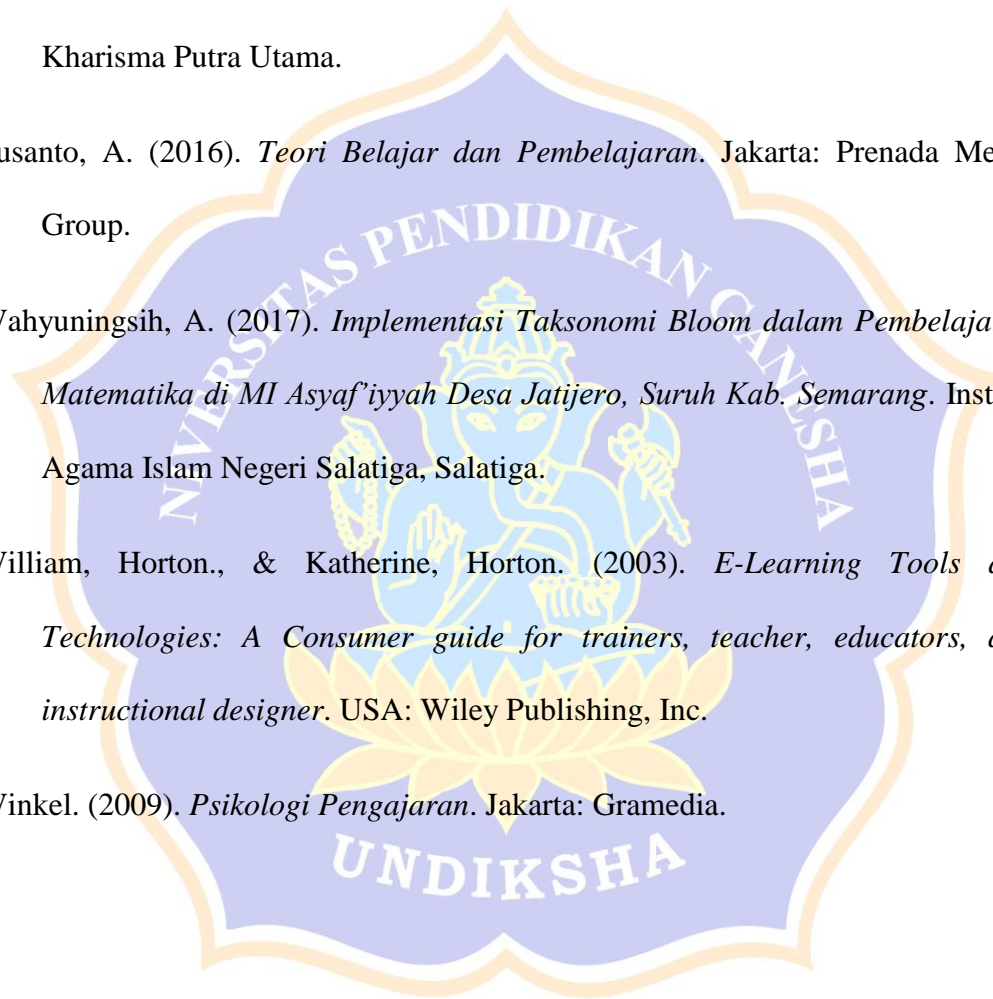 Kharisma Putra Utama.
usanto, A. (2016). Teori Belajar dan Pembelajaran. Jakarta: Prenada Me
Group.
Vahyuningsih, A. (2017). Implementasi Taksonomi Bloom dalam Pembelaja
Matematika di MI Asyaf’iyyah Desa Jatijero, Suruh Kab. Semarang. Inst
Agama Islam Negeri Salatiga, Salatiga.
Villiam, Horton., & Katherine, Horton. (2003). E-Learning Tools a
Technologies: A Consumer guide for trainers, teacher, educators, a
instructional designer. USA: Wiley Publishing, Inc.
Vinkel. (2009). Psikologi Pengajaran. Jakarta: Gramedia.
NIVERSITAS PENDIDIKAN GANESHA
UNDIKSHA